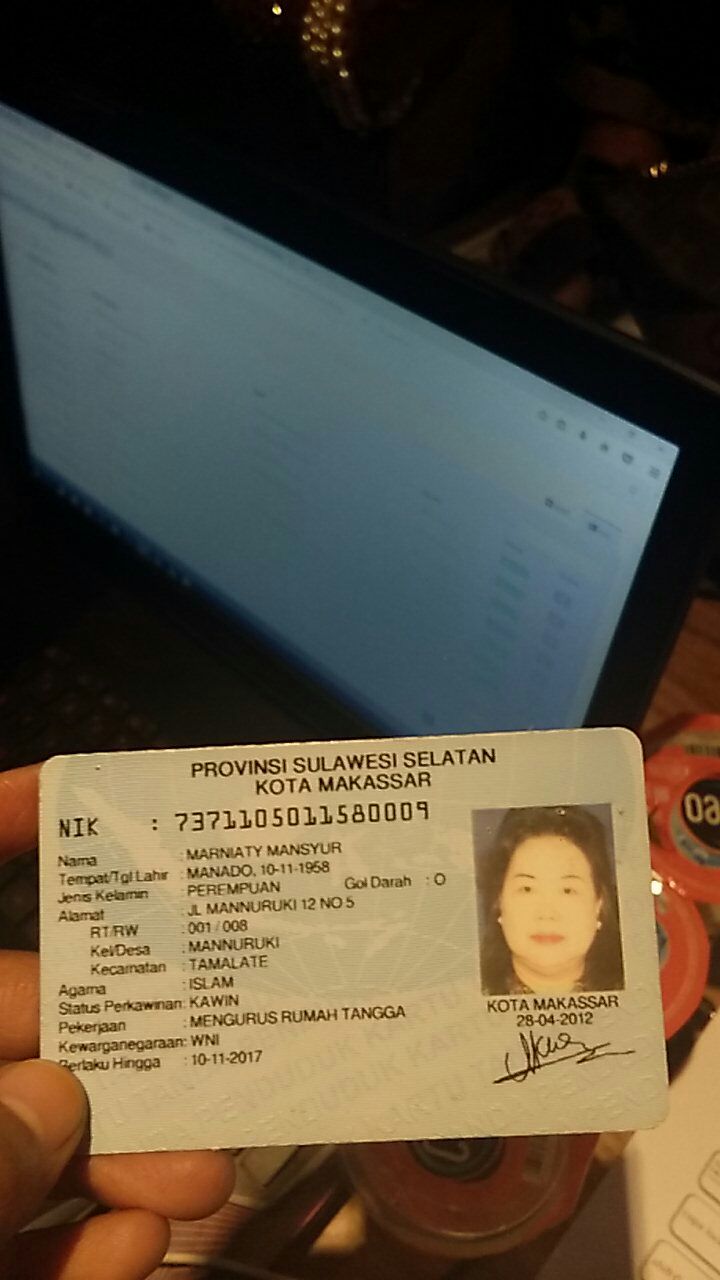 PROVINSI SULAWESI SELATAN
KOTA MAKASSAR
NIK : 7371105011580009
Nama : MARNIATY MANSYUR
Tempat/Tgl Lahir : MANADO, 10-11-1958
Jenis Kelamin : PEREMPUAN Gol Darah : O
Alamat : JL MANNURUKI 12 NO 5
RT/RW : 001 / 008
Kel/Desa : MANNURUKI
Kecamatan : TAMALATE
Agama : ISLAM
Status Perkawinan: KAWIN
Pekerjaan : MENGURUS RUMAH TANGGA
Kewarganegaraan: WNI
Berlaku Hingga : 10-11-2017
KOTA MAKASSAR
28-04-2012